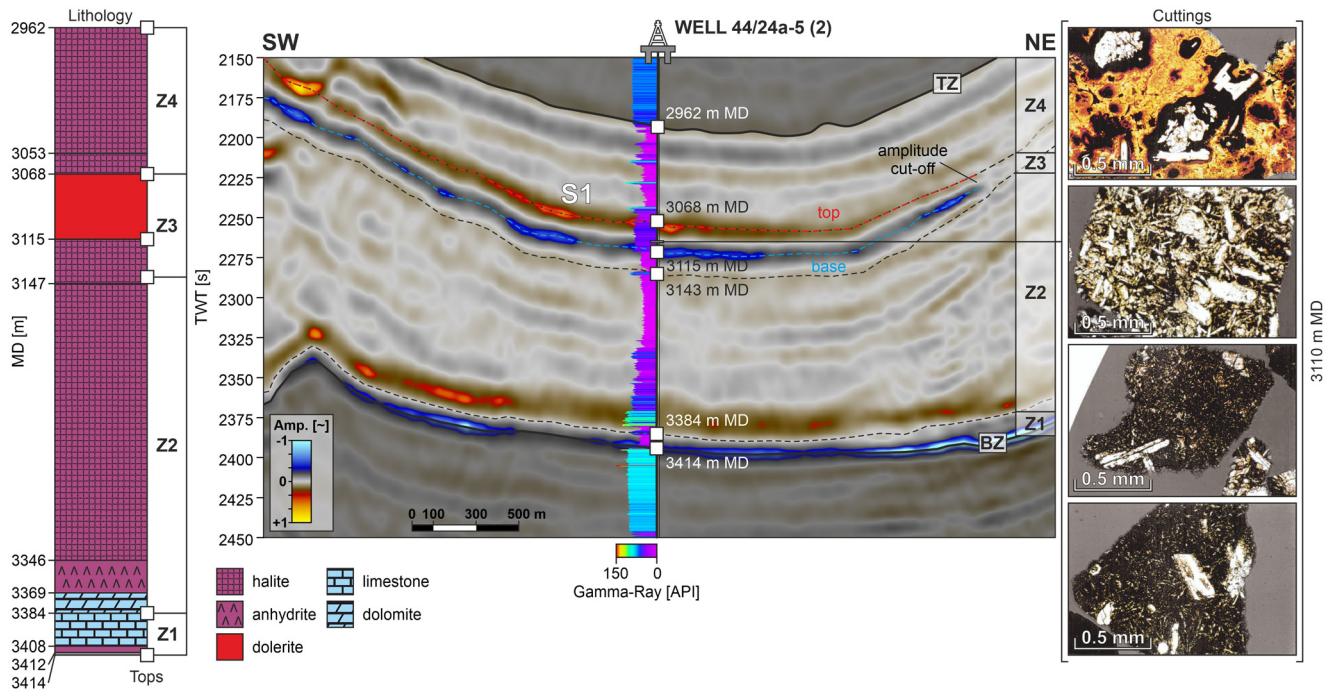 Lithology
2962
3053
3068
3115
3147
3346
3369
3384
3408
3412
3414
MD [m]
Z4
Z3
Z2
Z1
Tops
SW
WELL 44/24a-5 (2)
NE
TWT [s]
2150
2175
2200
2225
2250
2275
2300
2325
2350
2375
2400
2425
2450
TZ
2962 m MD
amplitude
cut-off
S1
3068 m MD
top
3115 m MD
base
3143 m MD
3384 m MD
3414 m MD
BZ
Z4
Z3
Z2
Z1
Amp. [~]
-1
0
+1
0 100 300 500 m
150 0
Gamma-Ray [API]
halite
limestone
anhydrite
dolomite
dolerite
Cuttings
0.5 mm
0.5 mm
0.5 mm
0.5 mm
3110 m MD